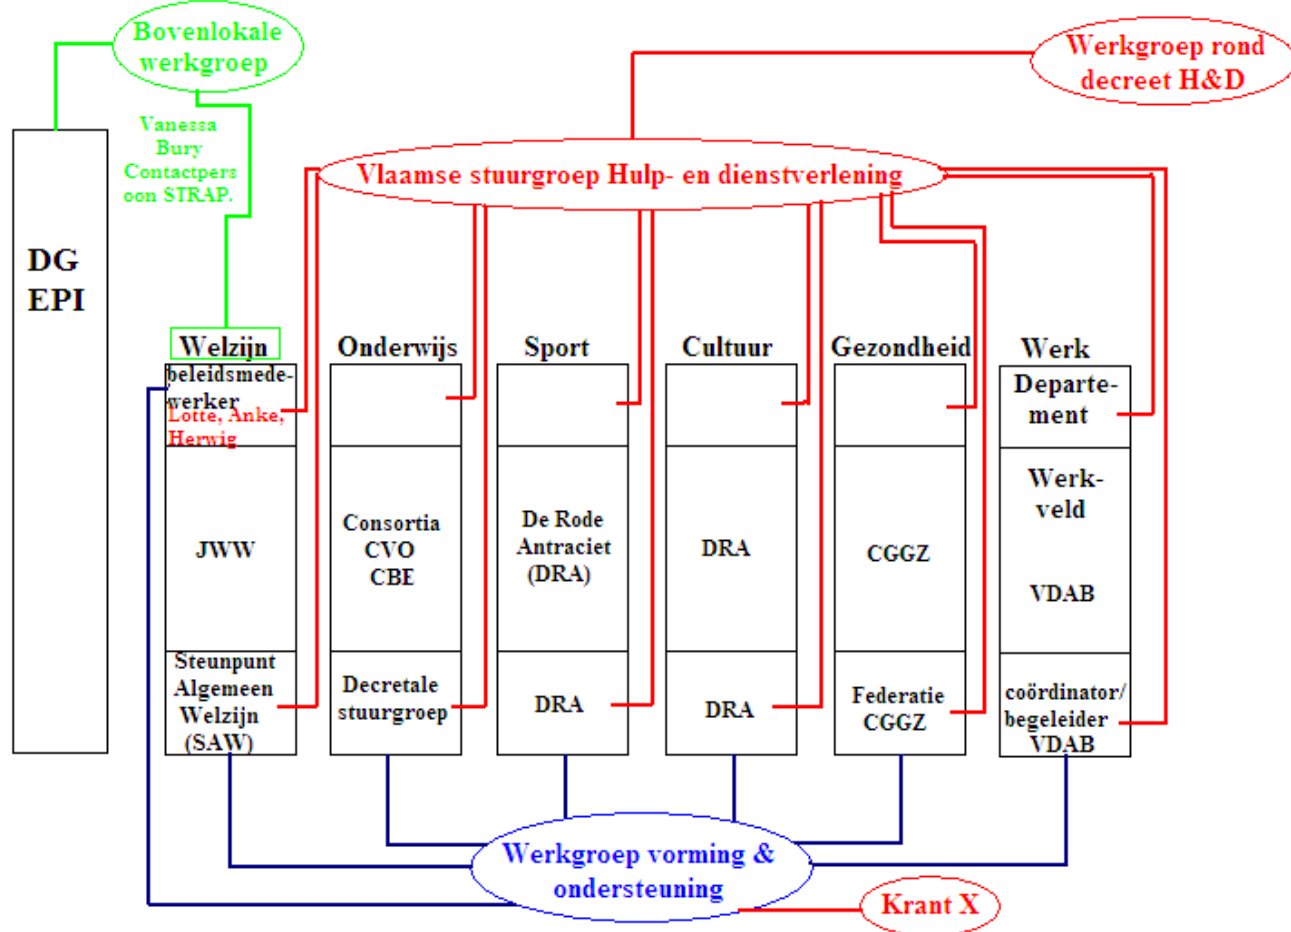 Bovenlokale
werkgroep
Werkgroep rond
decreet H&D
Vanessa
Bury
Contactpers
oon STRAP.
Vlaamse stuurgroep Hulp- en dienstverlening
DG
EPI
Welzijn
Onderwijs
Sport
Cultuur
Gezondheid
Werk
beleidsmede-
werker
Lotte, Anke,
Herwig
Departe-
ment
JWW
Consortia
CVO
CBE
De Rode
Antraciet
(DRA)
DRA
CGGZ
Werk-
veld
VDAB
Steunpunt
Algemeen
Welzijn
(SAW)
Decretale
stuurgroep
DRA
DRA
Federatie
CGGZ
coördinator/
begeleider
VDAB
Werkgroep vorming &
ondersteuning
Krant X